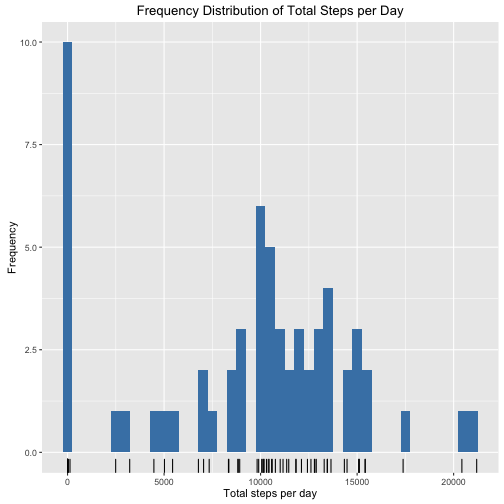 Frequency Distribution of Total Steps per Day
10.0
7.5
5.0
2.5
0.0
Frequency
0 5000 10000 15000 20000
Total steps per day